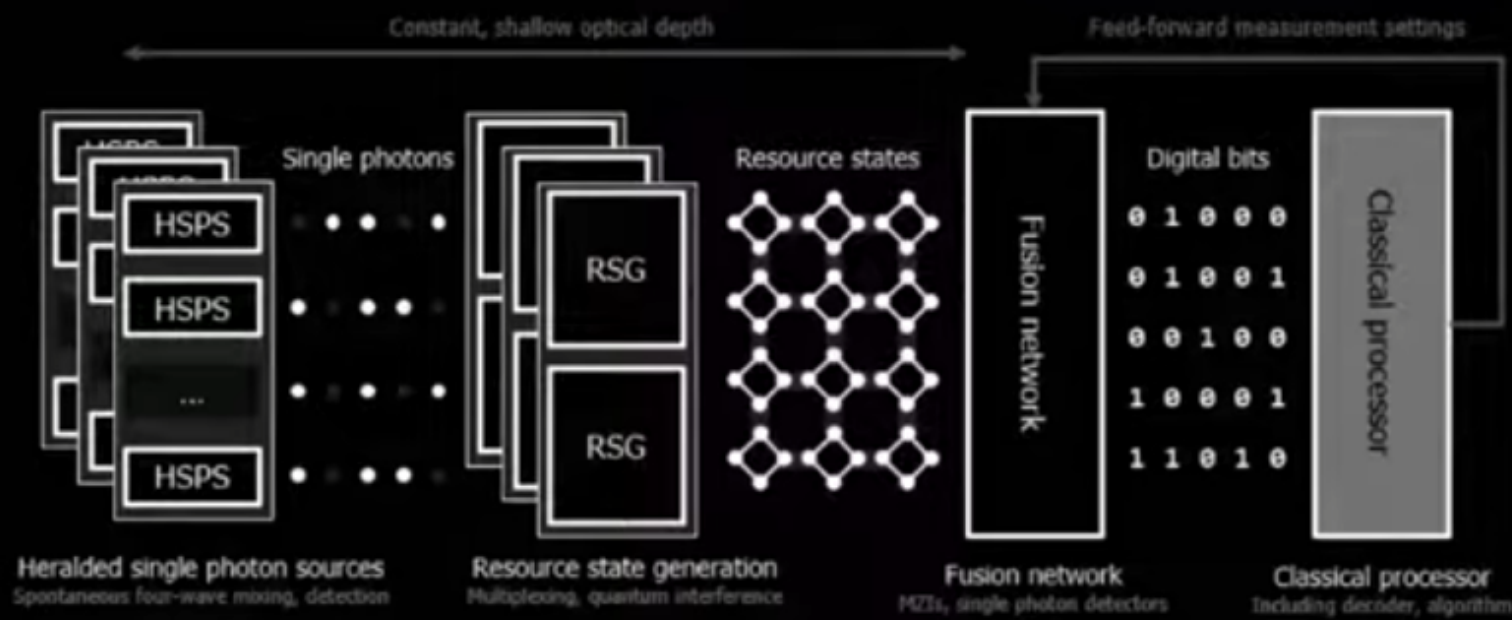 Constant, shallow optical depth
Feed-forward measurement settings
HSPS
HSPS
Single photons
Resource states
Digital bits
HSPS
HSPS
...
HSPS
RSG
RSG
Fusion network
0 1 0 0 0
0 1 0 0 1
0 0 1 0 0
1 0 0 0 1
1 1 0 1 0
Classical processor
Heralded single photon sources
Spontaneous four-wave mixing, detection
Resource state generation
Multiplexing, quantum interference
Fusion network
MZIs, single photon detectors
Classical processor
Including decoder, algorithm